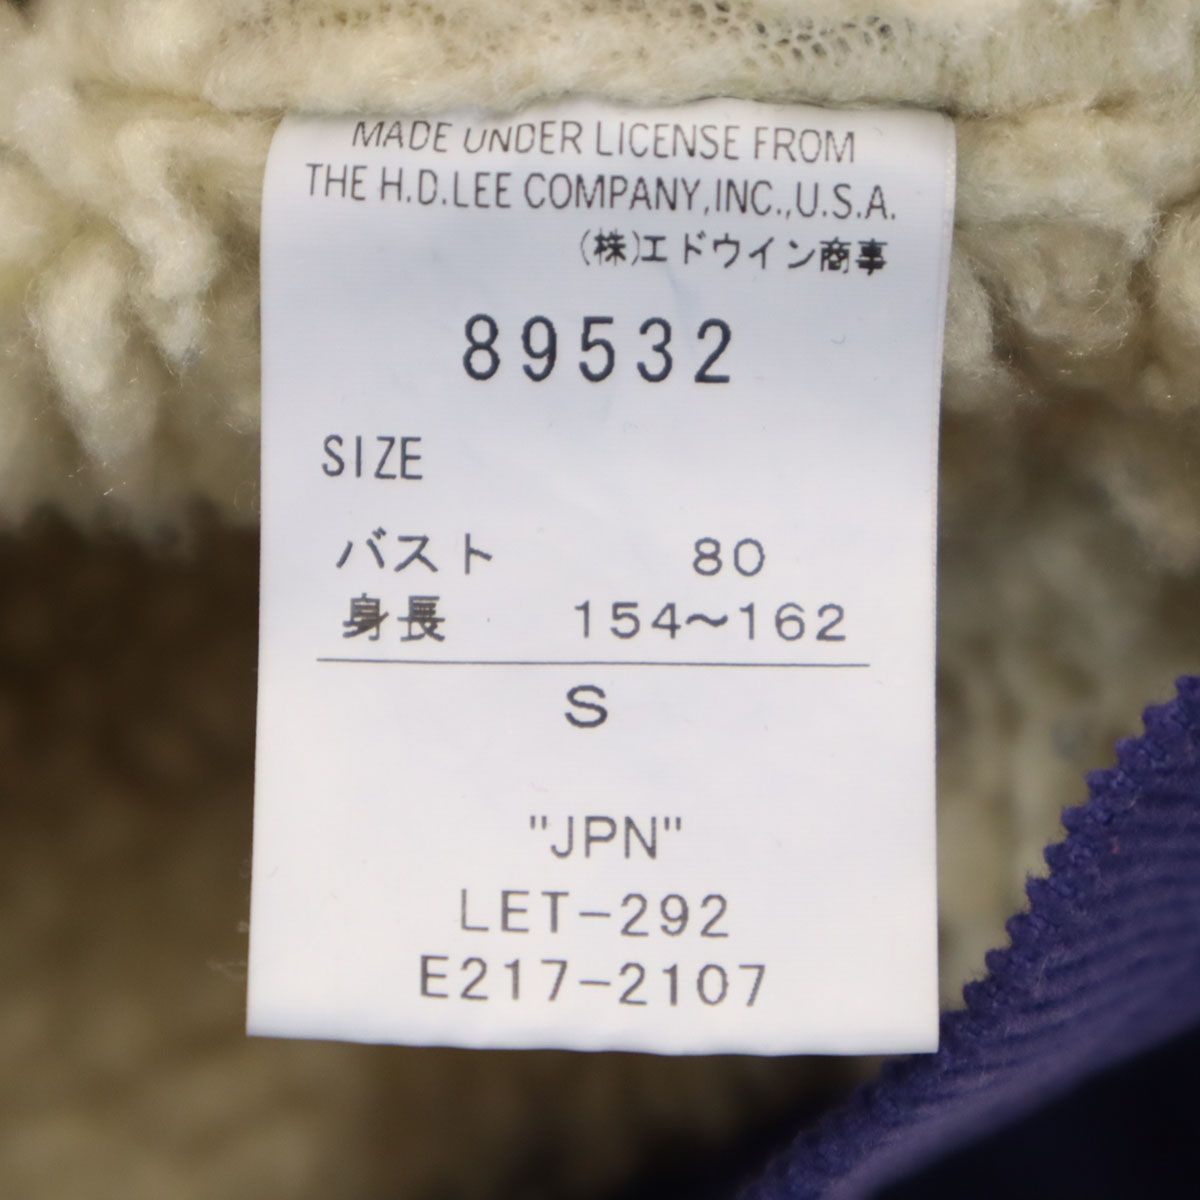 MADE UNDER LICENSE FROM
THE H.D.LEE COMPANY,INC.,U.S.A.
(株)エドウイン商事
89532
SIZE
バスト 80
身長 154〜162
S
"JPN"
LET-292
E217-2107